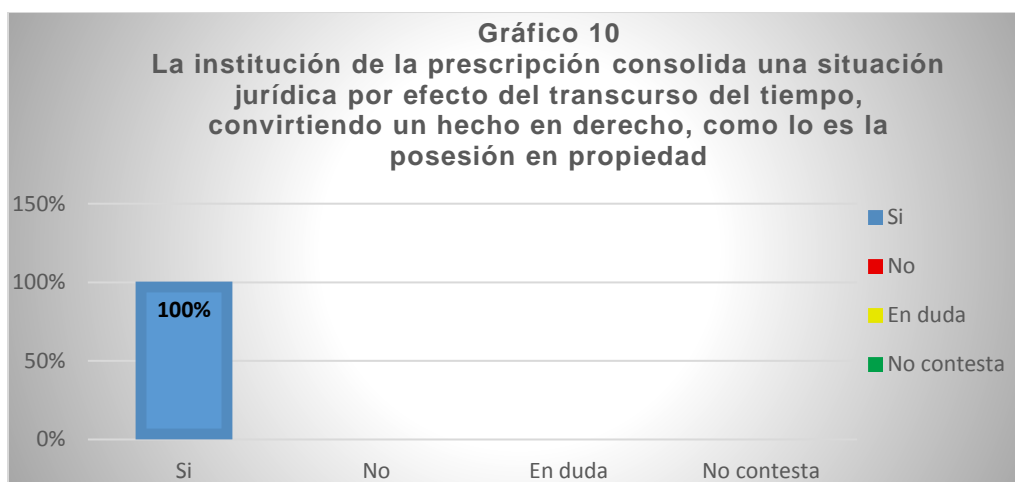 Gráfico 10
La institución de la prescripción consolida una situación
jurídica por efecto del transcurso del tiempo,
convirtiendo un hecho en derecho, como lo es la
posesión en propiedad
150%
100%
50%
0%
100%
Si
No
En duda
No contesta
Si
No
En duda
No contesta